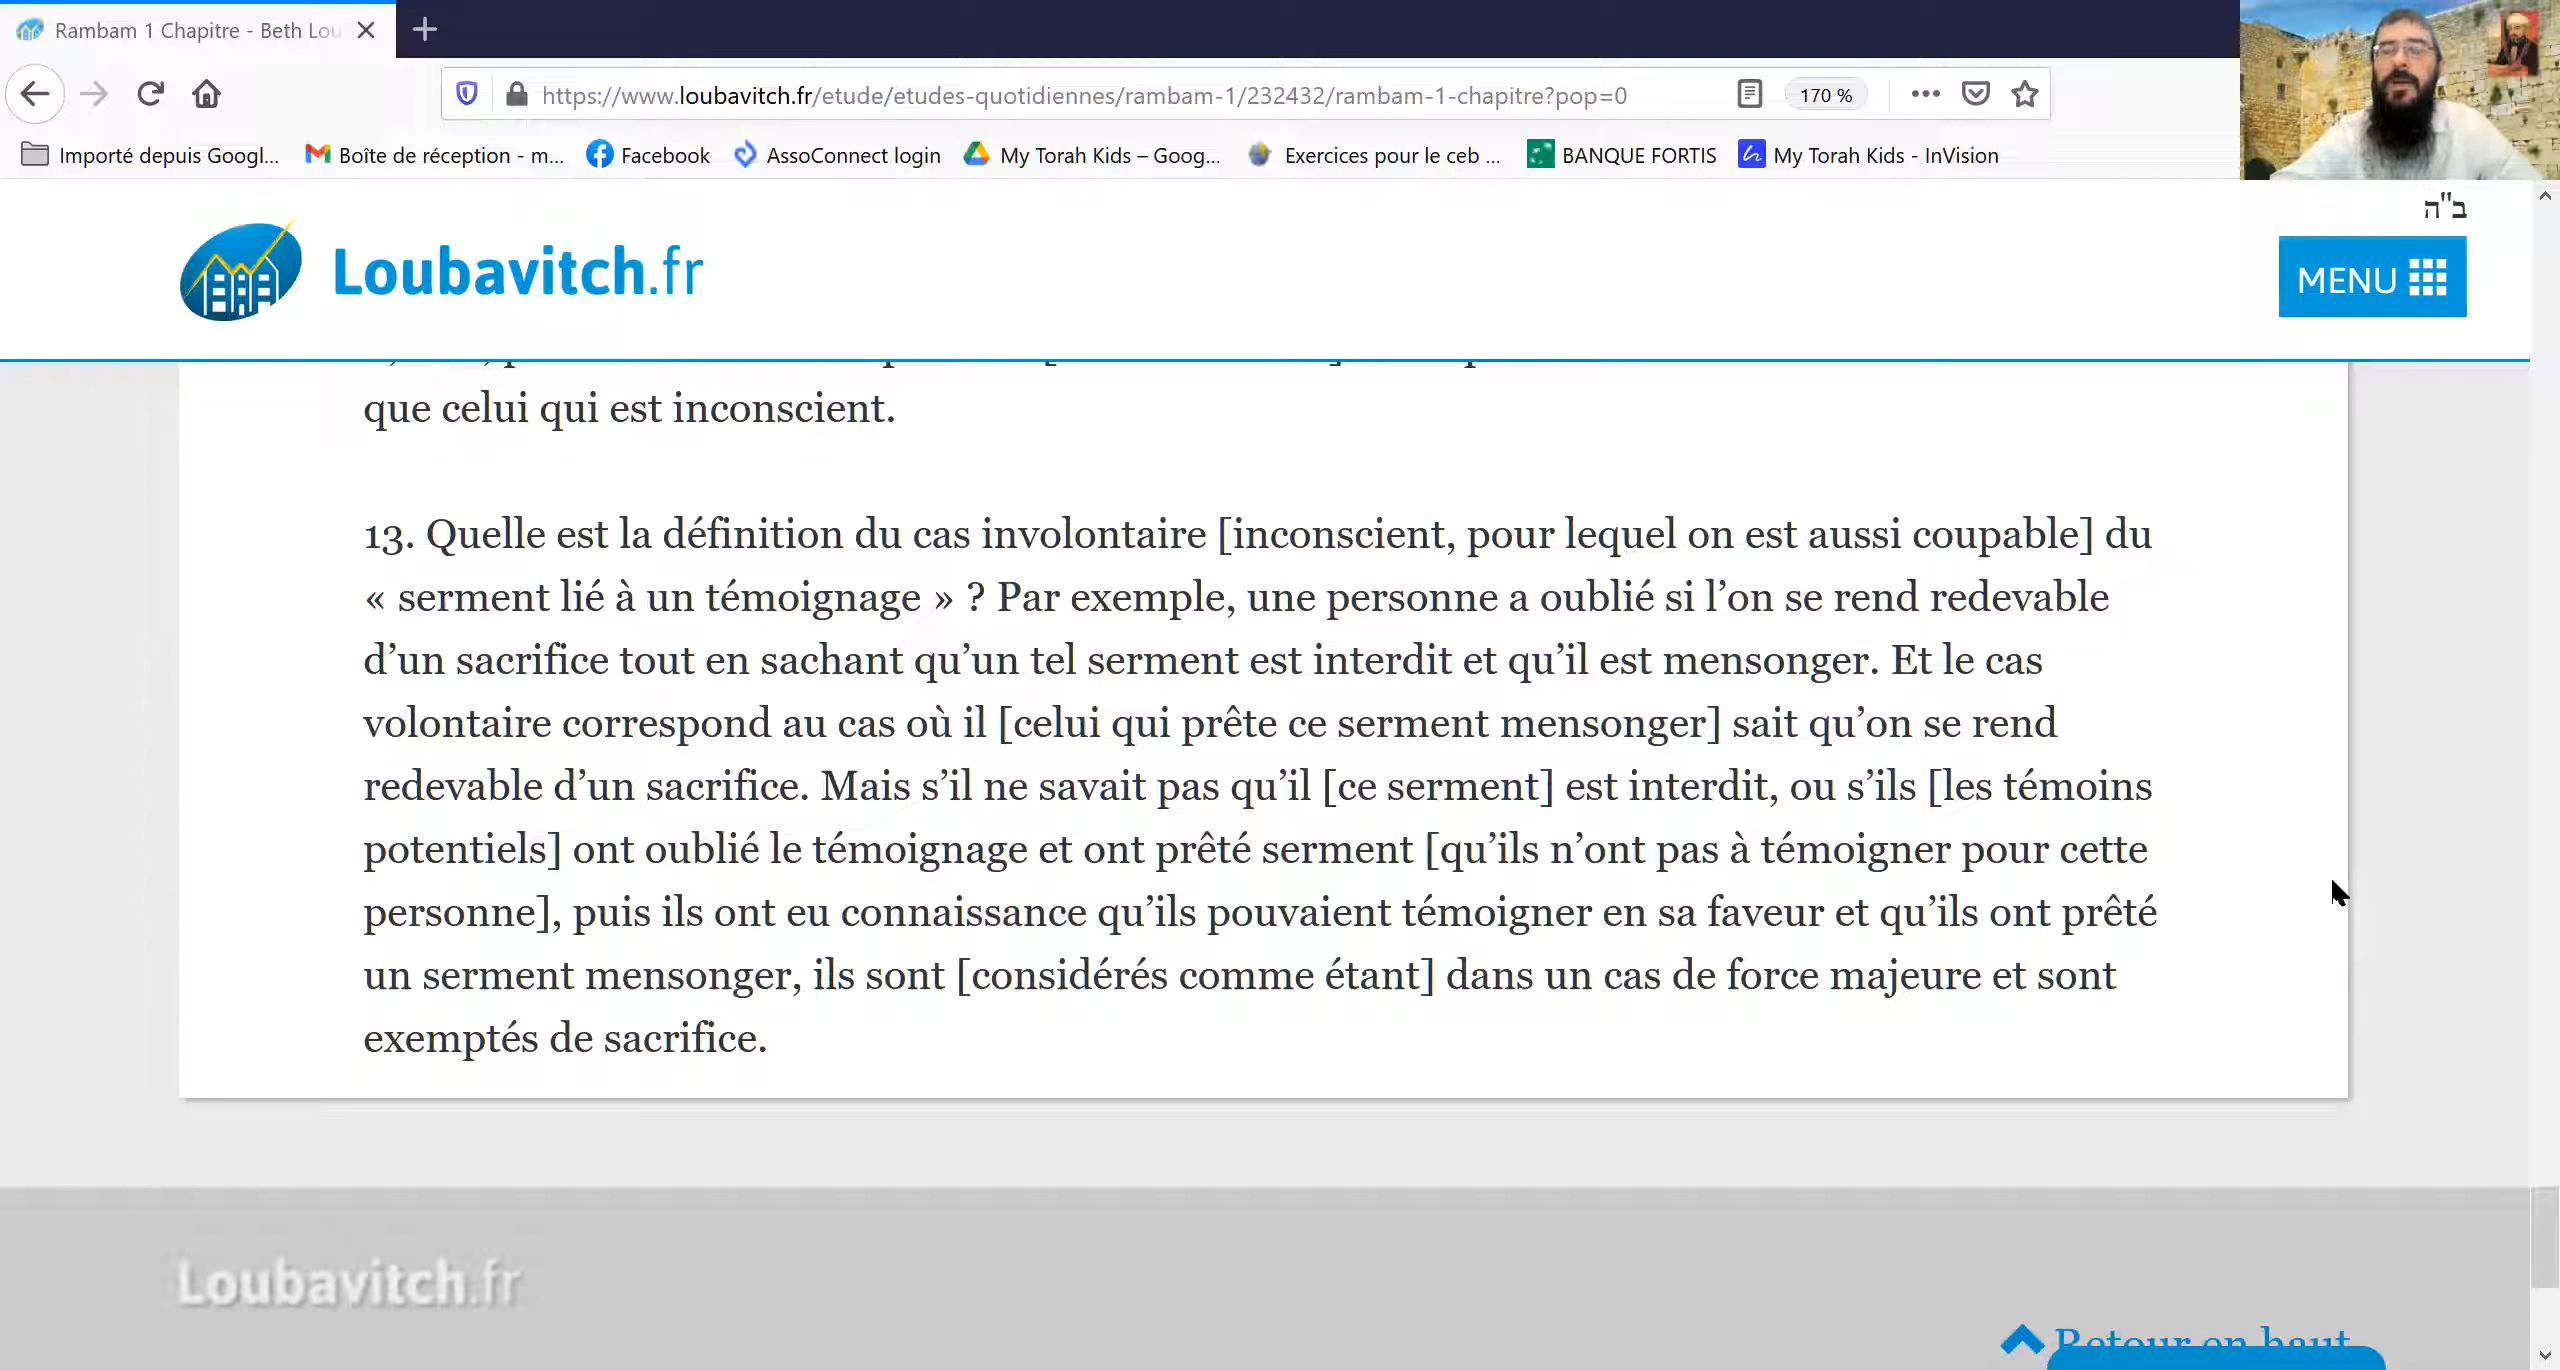 Rambam 1 Chapitre - Beth Lou
https://www.loubavitch.fr/etude/etudes-quotidiennes/rambam-1/232432/rambam-1-chapitre?pop=0
170 %
Importé depuis Googl...
Boîte de réception - m...
Facebook
AssoConnect login
My Torah Kids – Goog...
Exercices pour le ceb ...
BANQUE FORTIS
My Torah Kids - InVision
ב"ה
Loubavitch.fr
MENU
que celui qui est inconscient.
13. Quelle est la définition du cas involontaire [inconscient, pour lequel on est aussi coupable] du
« serment lié à un témoignage » ? Par exemple, une personne a oublié si l’on se rend redevable
d’un sacrifice tout en sachant qu’un tel serment est interdit et qu’il est mensonger. Et le cas
volontaire correspond au cas où il [celui qui prête ce serment mensonger] sait qu’on se rend
redevable d’un sacrifice. Mais s’il ne savait pas qu’il [ce serment] est interdit, ou s’ils [les témoins
potentiels] ont oublié le témoignage et ont prêté serment [qu’ils n’ont pas à témoigner pour cette
personne], puis ils ont eu connaissance qu’ils pouvaient témoigner en sa faveur et qu’ils ont prêté
un serment mensonger, ils sont [considérés comme étant] dans un cas de force majeure et sont
exemptés de sacrifice.
Loubavitch.fr
Retour en haut